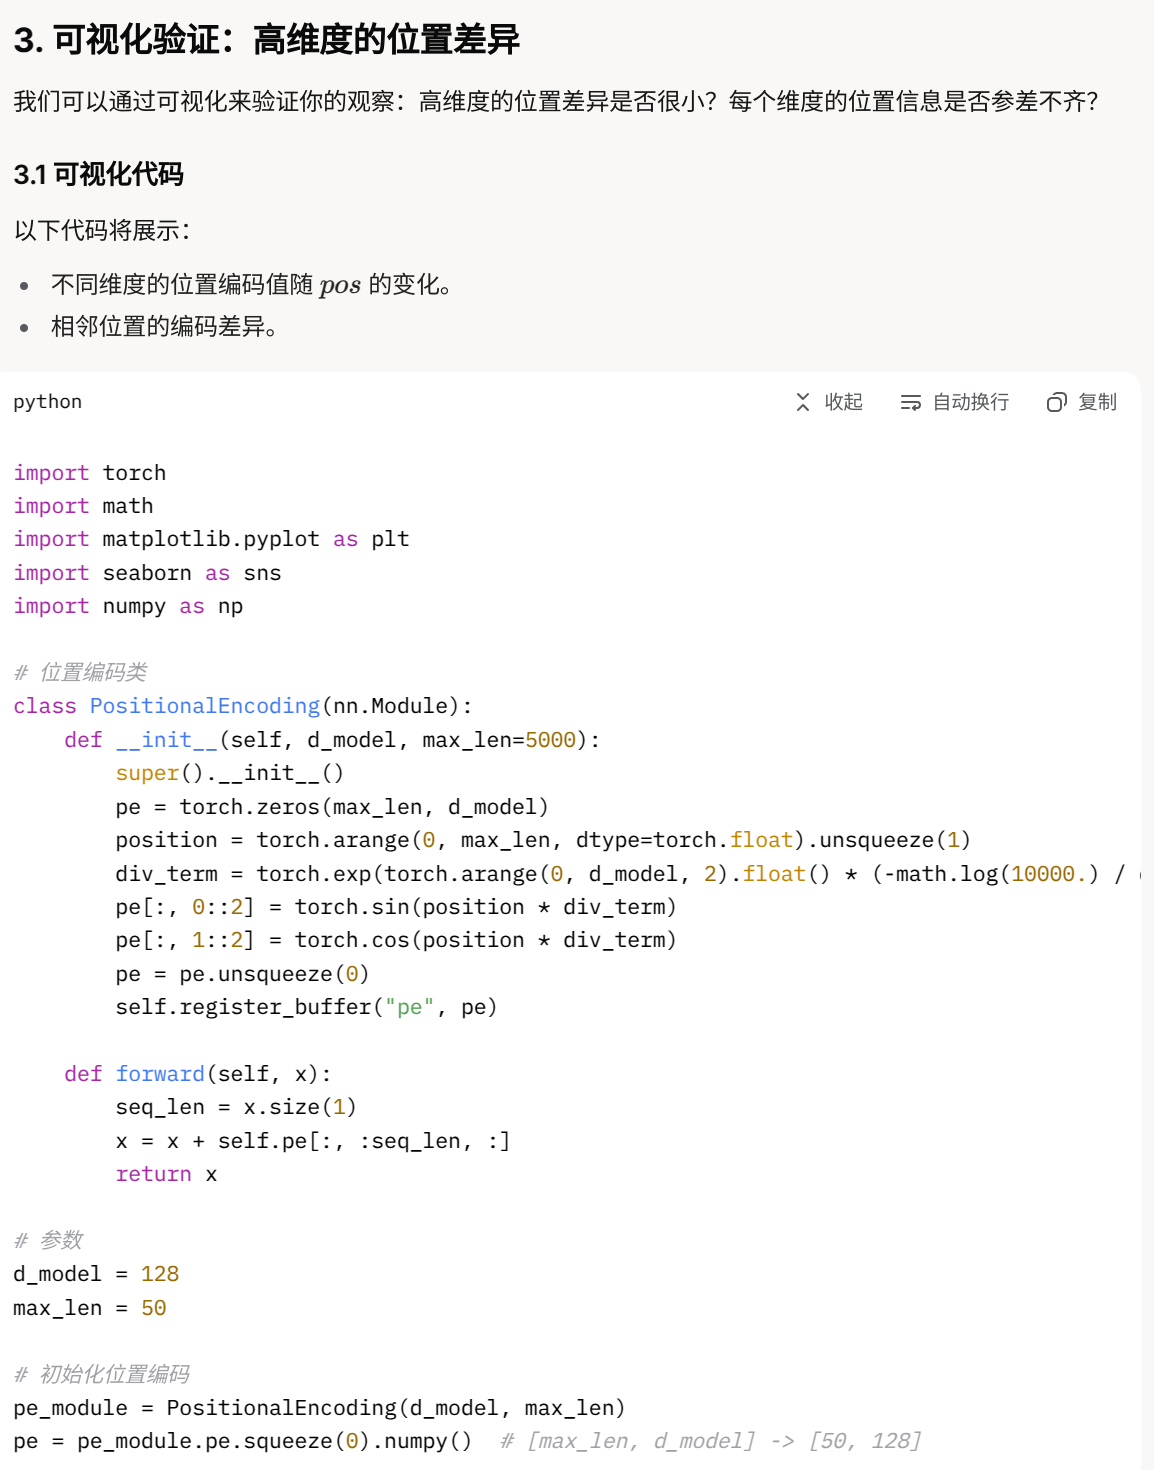 3. 可视化验证：高维度的位置差异
我们可以通过可视化来验证你的观察：高维度的位置差异是否很小？每个维度的位置信息是否参差不齐？
3.1 可视化代码
以下代码将展示：
• 不同维度的位置编码值随 pos 的变化。
• 相邻位置的编码差异。
python 收起 自动换行 复制
import torch
import math
import matplotlib.pyplot as plt
import seaborn as sns
import numpy as np
# 位置编码类
class PositionalEncoding(nn.Module):
    def __init__(self, d_model, max_len=5000):
        super().__init__()
        pe = torch.zeros(max_len, d_model)
        position = torch.arange(0, max_len, dtype=torch.float).unsqueeze(1)
        div_term = torch.exp(torch.arange(0, d_model, 2).float() * (-math.log(10000.) /
        pe[:, 0::2] = torch.sin(position * div_term)
        pe[:, 1::2] = torch.cos(position * div_term)
        pe = pe.unsqueeze(0)
        self.register_buffer("pe", pe)
    def forward(self, x):
        seq_len = x.size(1)
        x = x + self.pe[:, :seq_len, :]
        return x
# 参数
d_model = 128
max_len = 50
# 初始化位置编码
pe_module = PositionalEncoding(d_model, max_len)
pe = pe_module.pe.squeeze(0).numpy()  # [max_len, d_model] -> [50, 128]